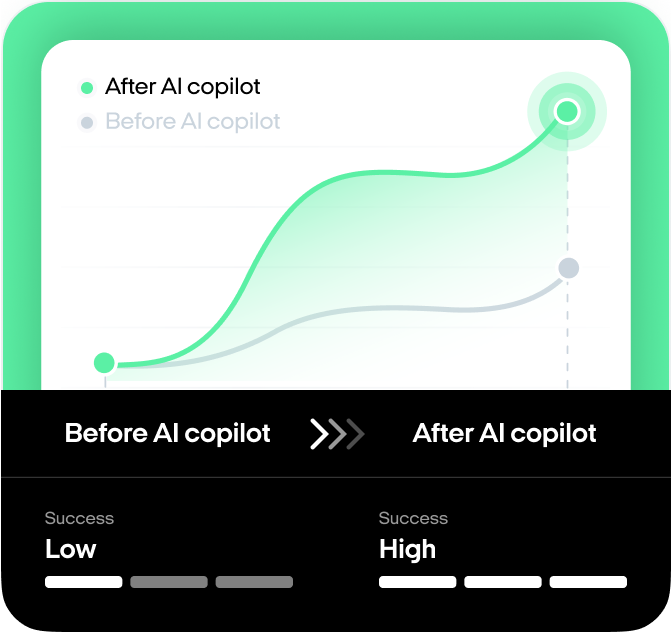 After AI copilot
Before AI copilot
Before AI copilot
After AI copilot
Success
Low
Success
High